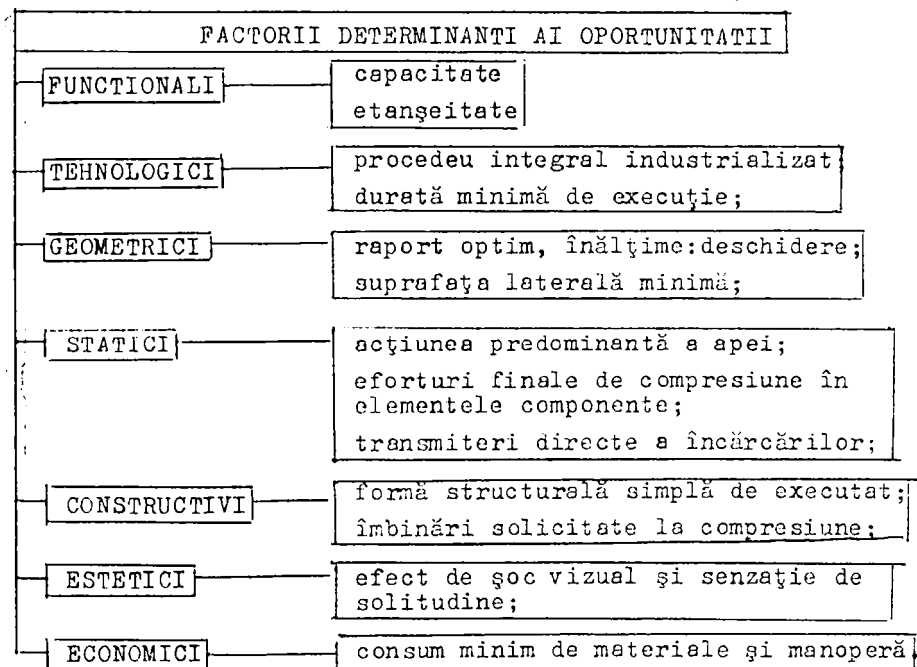 FACTORII DETERMINANTI AI OPORTUNITATII
FUNCTIONALI
capacitate
etanşeitate
TEHNOLOGICI
procedeu integral industrializat
durată minimă de execuţie;
GEOMETRICI
raport optim, înălţime:deschidere;
suprafaţa laterală minimă;
STATICI
acţiunea predominantă a apei;
eforturi finale de compresiune în
elementele componente;
transmiteri directe a încărcărilor;
CONSTRUCTIVI
formă structurală simplă de executat;
îmbinări solicitate la compresiune;
ESTETICI
efect de şoc vizual şi senzaţie de
solitudine;
ECONOMICI
consum minim de materiale şi manoperă